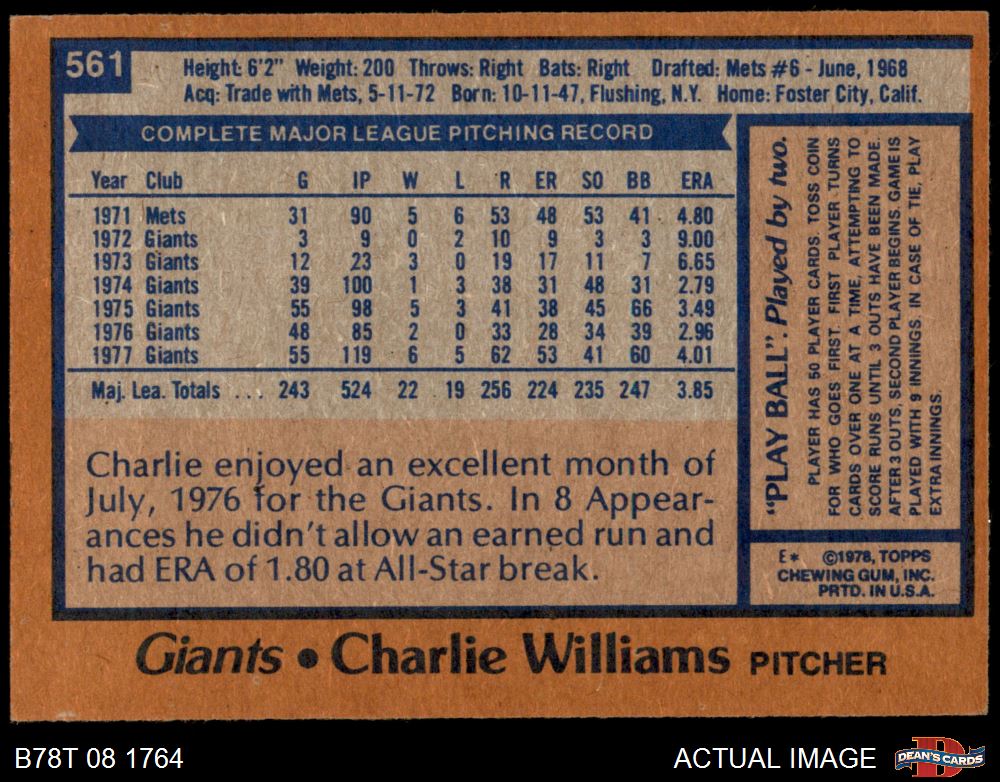 561
Height: 6'2" Weight: 200 Throws: Right Bats: Right Drafted: Mets #6 - June, 1968
Acq: Trade with Mets, 5-11-72 Born: 10-11-47, Flushing, N.Y. Home: Foster City, Calif.
COMPLETE MAJOR LEAGUE PITCHING RECORD
Year Club G IP W L R ER SO BB ERA
1971 Mets 31 90 5 6 53 48 53 41 4.80
1972 Giants 3 9 0 2 10 9 3 3 9.00
1973 Giants 12 23 3 0 19 17 11 7 6.65
1974 Giants 39 100 1 3 38 31 48 31 2.79
1975 Giants 55 98 5 3 41 38 45 66 3.49
1976 Giants 48 85 2 0 33 28 34 39 2.96
1977 Giants 55 119 6 5 62 53 41 60 4.01
Maj. Lea. Totals ... 243 524 22 19 256 224 235 247 3.85
Charlie enjoyed an excellent month of
July, 1976 for the Giants. In 8 Appear-
ances he didn't allow an earned run and
had ERA of 1.80 at All-Star break.
"PLAY BALL". Played by two.
PLAYER HAS 50 PLAYER CARDS. TOSS COIN
FOR WHO GOES FIRST. FIRST PLAYER TURNS
CARDS OVER ONE AT A TIME, ATTEMPTING TO
SCORE RUNS UNTIL 3 OUTS HAVE BEEN MADE.
AFTER 3 OUTS, SECOND PLAYER BEGINS. GAME IS
PLAYED WITH 9 INNINGS. IN CASE OF TIE, PLAY
EXTRA INNINGS.
E* ©1978, TOPPS
CHEWING GUM, INC.
PRTD. IN U.S.A.
Giants • Charlie Williams PITCHER
B78T 08 1764
ACTUAL IMAGE
D
DEAN'S CARDS